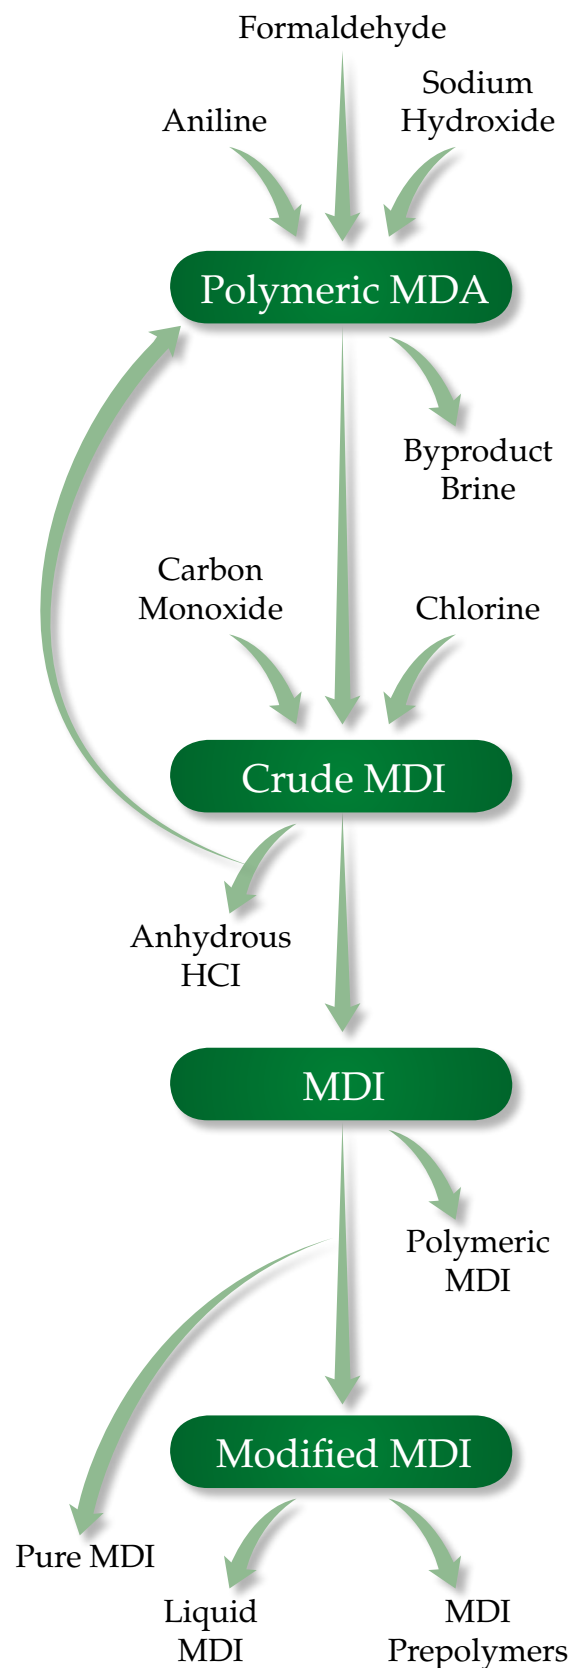 Formaldehyde
Aniline
Sodium
Hydroxide
Polymeric MDA
Byproduct
Brine
Carbon
Monoxide
Chlorine
Crude MDI
Anhydrous
HCI
MDI
Polymeric
MDI
Modified MDI
Pure MDI
Liquid
MDI
MDI
Prepolymers